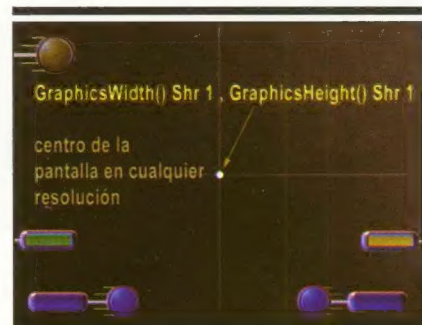 GraphicsWidth() Shr 1 , GraphicsHeight() Shr 1
centro de la
pantalla en cualquier
resolución